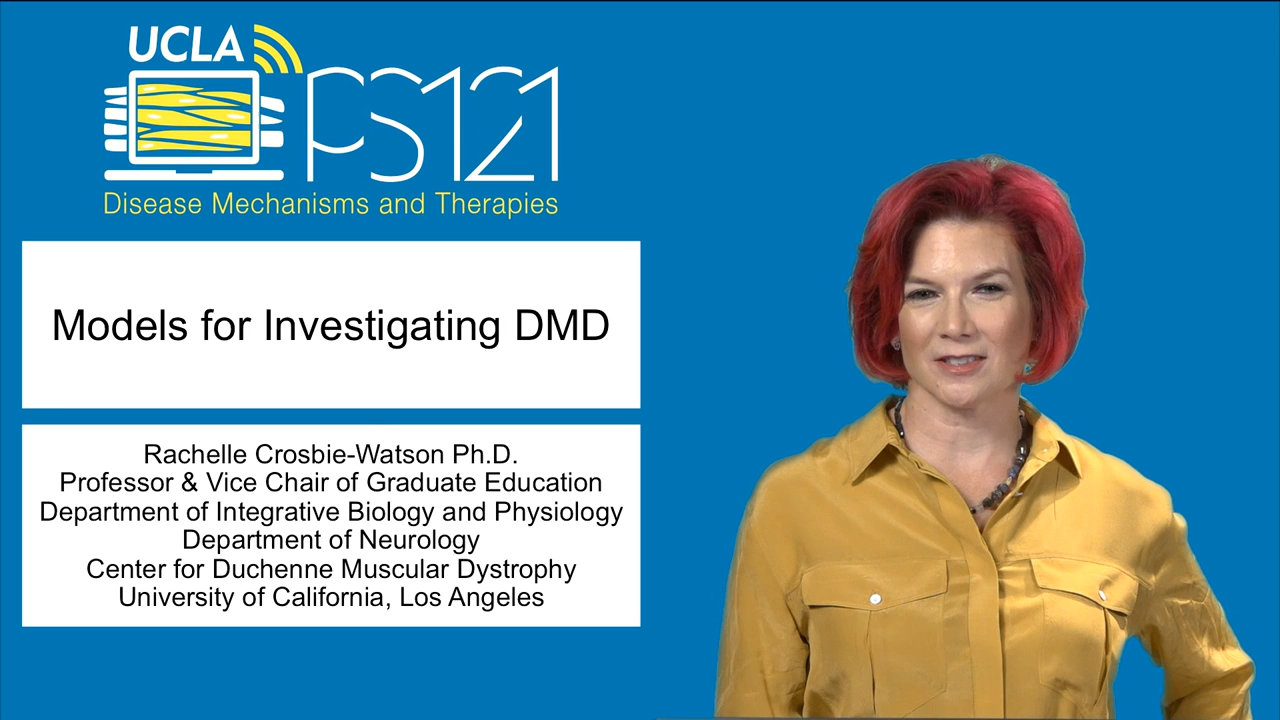 UCLA
PS121
Disease Mechanisms and Therapies
Models for Investigating DMD
Rachelle Crosbie-Watson Ph.D.
Professor & Vice Chair of Graduate Education
Department of Integrative Biology and Physiology
Department of Neurology
Center for Duchenne Muscular Dystrophy
University of California, Los Angeles